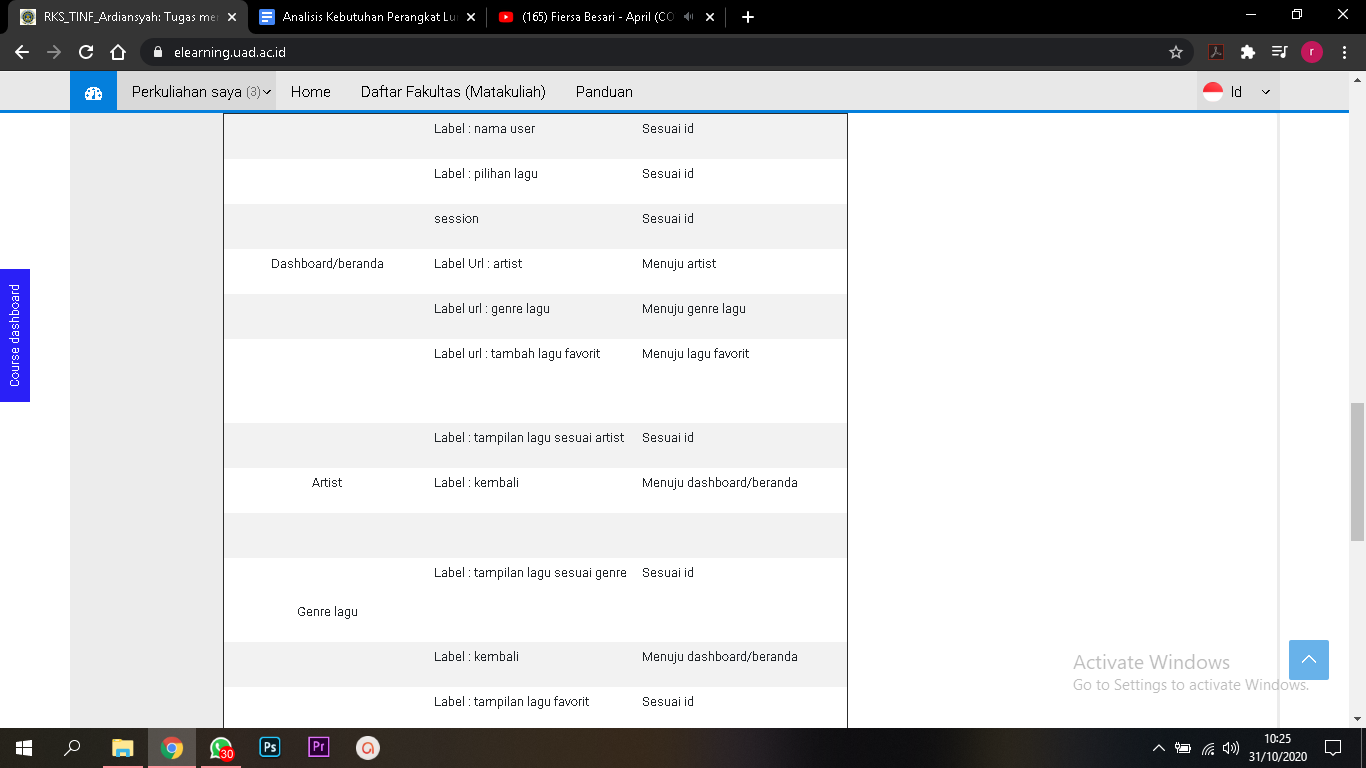 RKS_TINF_Ardiansyah: Tugas mer
Analisis Kebutuhan Perangkat Lu
(165) Fiersa Besari - April (CO
elearning.uad.ac.id
r
Perkuliahan saya (3)
Home
Daftar Fakultas (Matakuliah)
Panduan
Id
Course dashboard
Label : nama user Sesuai id
Label : pilihan lagu Sesuai id
session Sesuai id
Dashboard/beranda Label Url : artist Menuju artist
Label url : genre lagu Menuju genre lagu
Label url : tambah lagu favorit Menuju lagu favorit
Label : tampilan lagu sesuai artist Sesuai id
Artist Label : kembali Menuju dashboard/beranda
Label : tampilan lagu sesuai genre Sesuai id
Genre lagu
Label : kembali Menuju dashboard/beranda
Label : tampilan lagu favorit Sesuai id
Activate Windows
Go to Settings to activate Windows.
30
Ps
Pr
10:25
31/10/2020